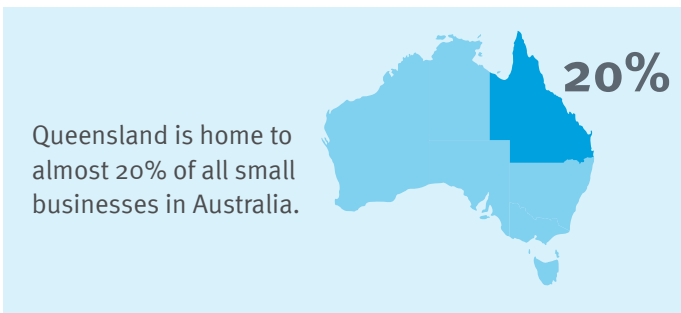 20%
Queensland is home to
almost 20% of all small
businesses in Australia.